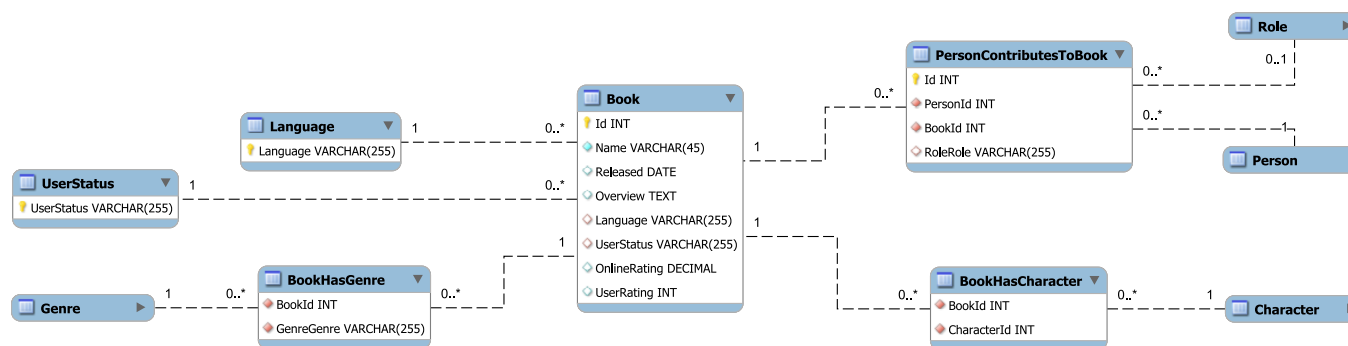 Role
0..1
PersonContributesToBook
0..*
Id INT
PersonId INT
BookId INT
RoleRole VARCHAR(255)
0..*
0..*
1
Person
Book
Id INT
Name VARCHAR(45)
Released DATE
Overview TEXT
Language VARCHAR(255)
UserStatus VARCHAR(255)
OnlineRating DECIMAL
UserRating INT
1
1
Language
Language VARCHAR(255)
1
0..*
UserStatus
UserStatus VARCHAR(255)
1
0..*
1
BookHasGenre
BookId INT
GenreGenre VARCHAR(255)
0..*
0..*
1
Genre
BookHasCharacter
BookId INT
CharacterId INT
0..*
0..*
1
Character